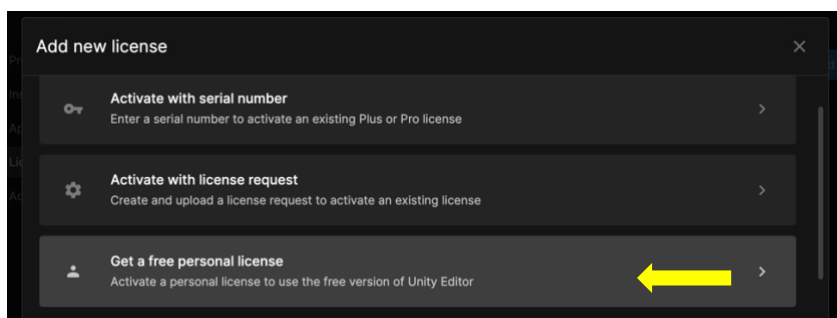 Add new license
Activate with serial number
Enter a serial number to activate an existing Plus or Pro license
Activate with license request
Create and upload a license request to activate an existing license
Get a free personal license
Activate a personal license to use the free version of Unity Editor